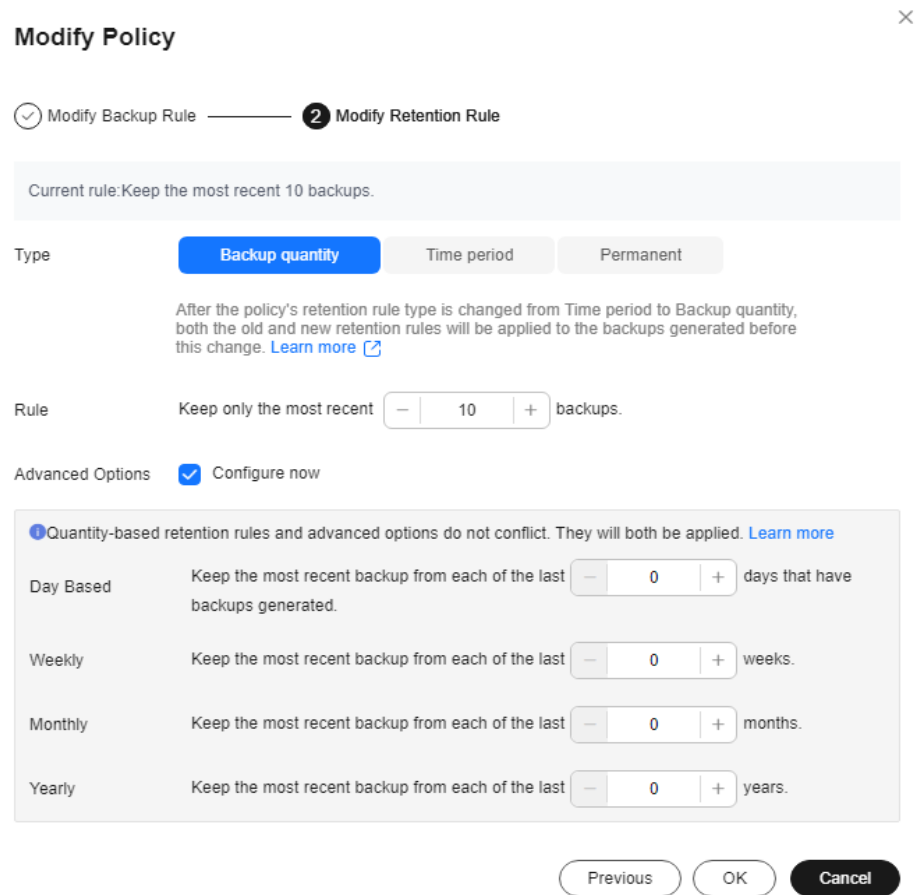 Modify Policy
Modify Backup Rule 2 Modify Retention Rule
Current rule:Keep the most recent 10 backups.
Type Backup quantity Time period Permanent
After the policy's retention rule type is changed from Time period to Backup quantity,
both the old and new retention rules will be applied to the backups generated before
this change. Learn more
Rule Keep only the most recent − 10 + backups.
Advanced Options Configure now
Quantity-based retention rules and advanced options do not conflict. They will both be applied. Learn more
Day Based Keep the most recent backup from each of the last − 0 + days that have
backups generated.
Weekly Keep the most recent backup from each of the last − 0 + weeks.
Monthly Keep the most recent backup from each of the last − 0 + months.
Yearly Keep the most recent backup from each of the last − 0 + years.
Previous OK Cancel